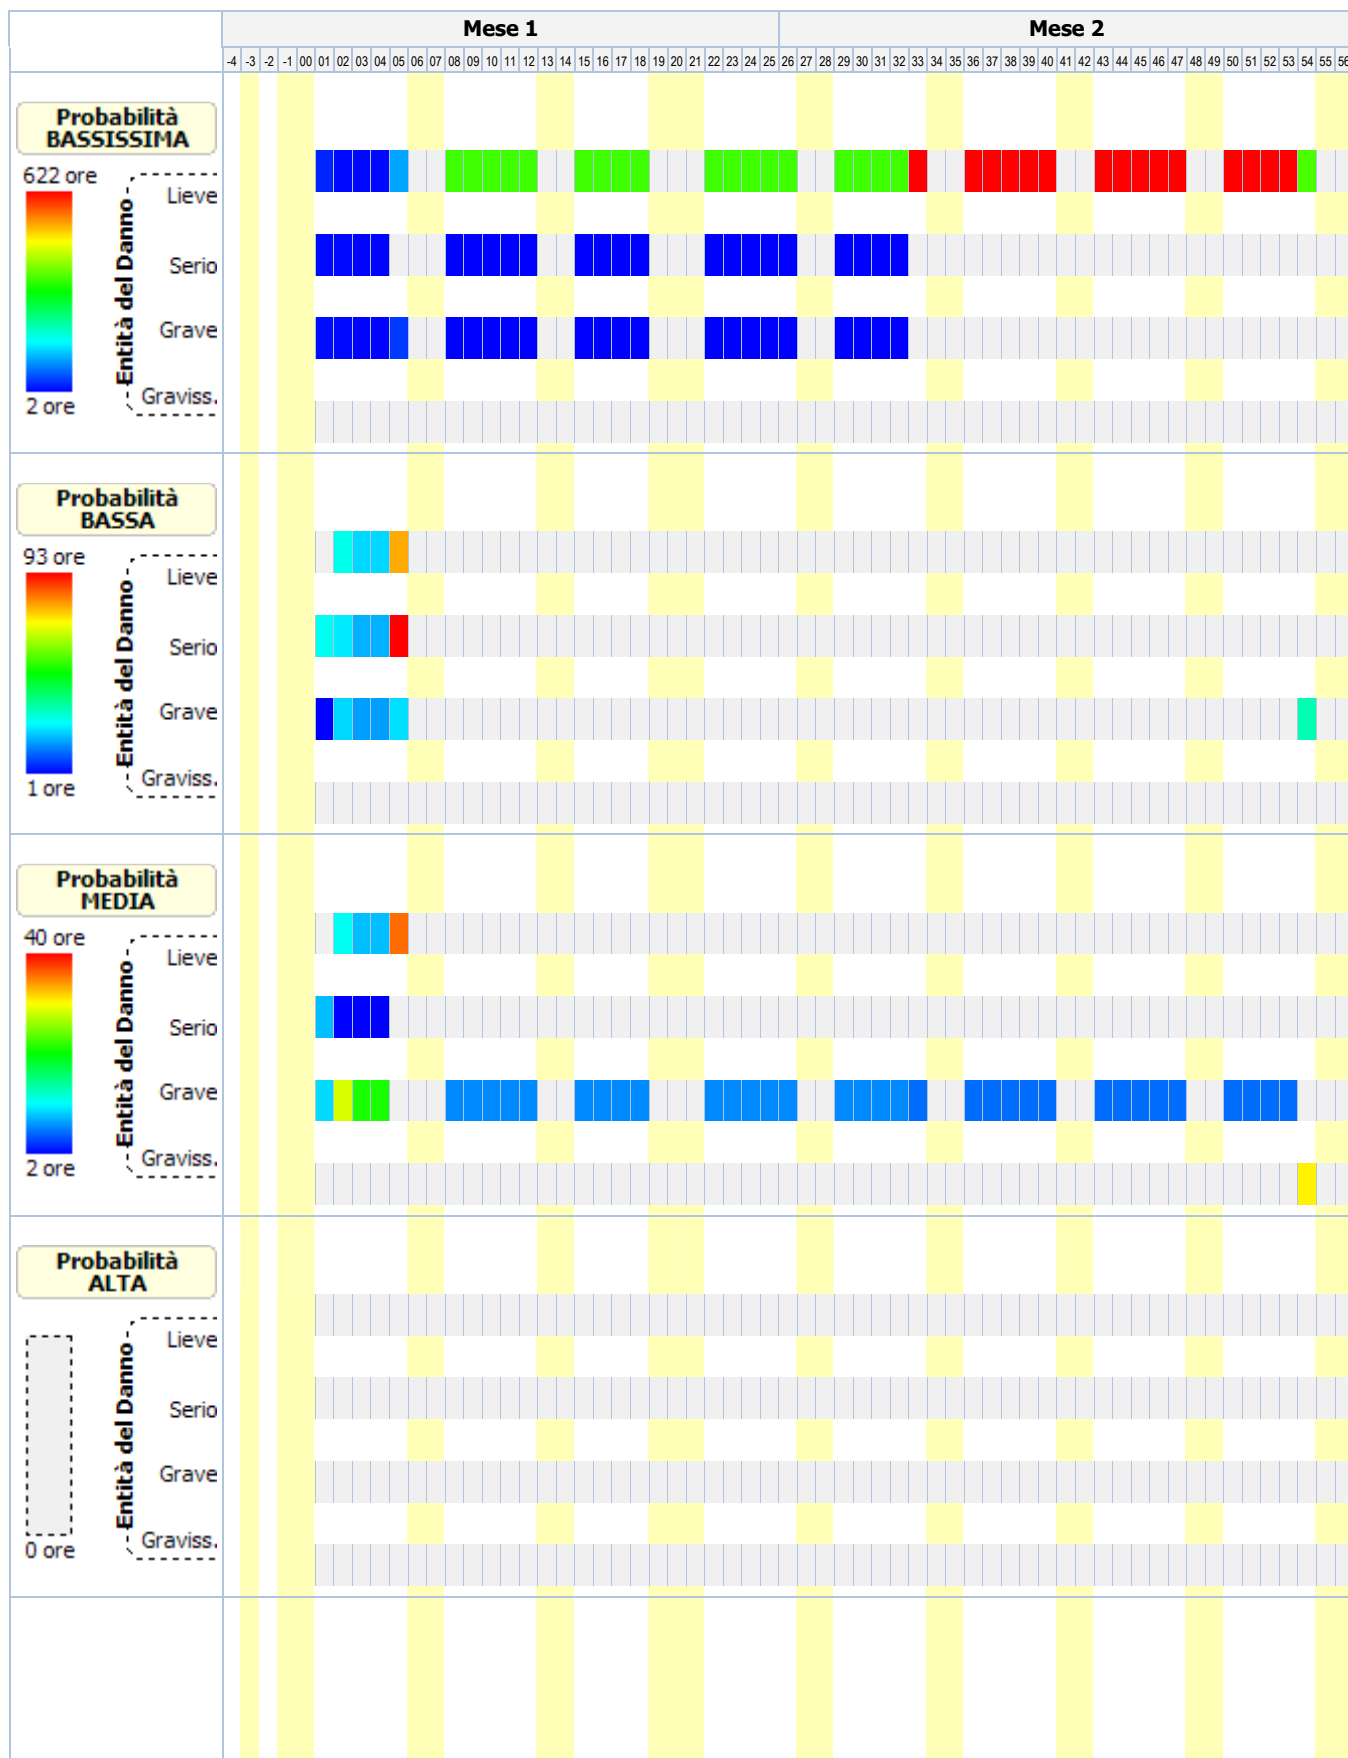 Mese 1 Mese 2
-4 -3 -2 -1 00 01 02 03 04 05 06 07 08 09 10 11 12 13 14 15 16 17 18 19 20 21 22 23 24 25 26 27 28 29 30 31 32 33 34 35 36 37 38 39 40 41 42 43 44 45 46 47 48 49 50 51 52 53 54 55 56
Probabilità
BASSISSIMA
622 ore
Entità del Danno
Lieve
Serio
Grave
Graviss.
2 ore
Probabilità
BASSA
93 ore
Entità del Danno
Lieve
Serio
Grave
Graviss.
1 ore
Probabilità
MEDIA
40 ore
Entità del Danno
Lieve
Serio
Grave
Graviss.
2 ore
Probabilità
ALTA
Entità del Danno
Lieve
Serio
Grave
Graviss.
0 ore